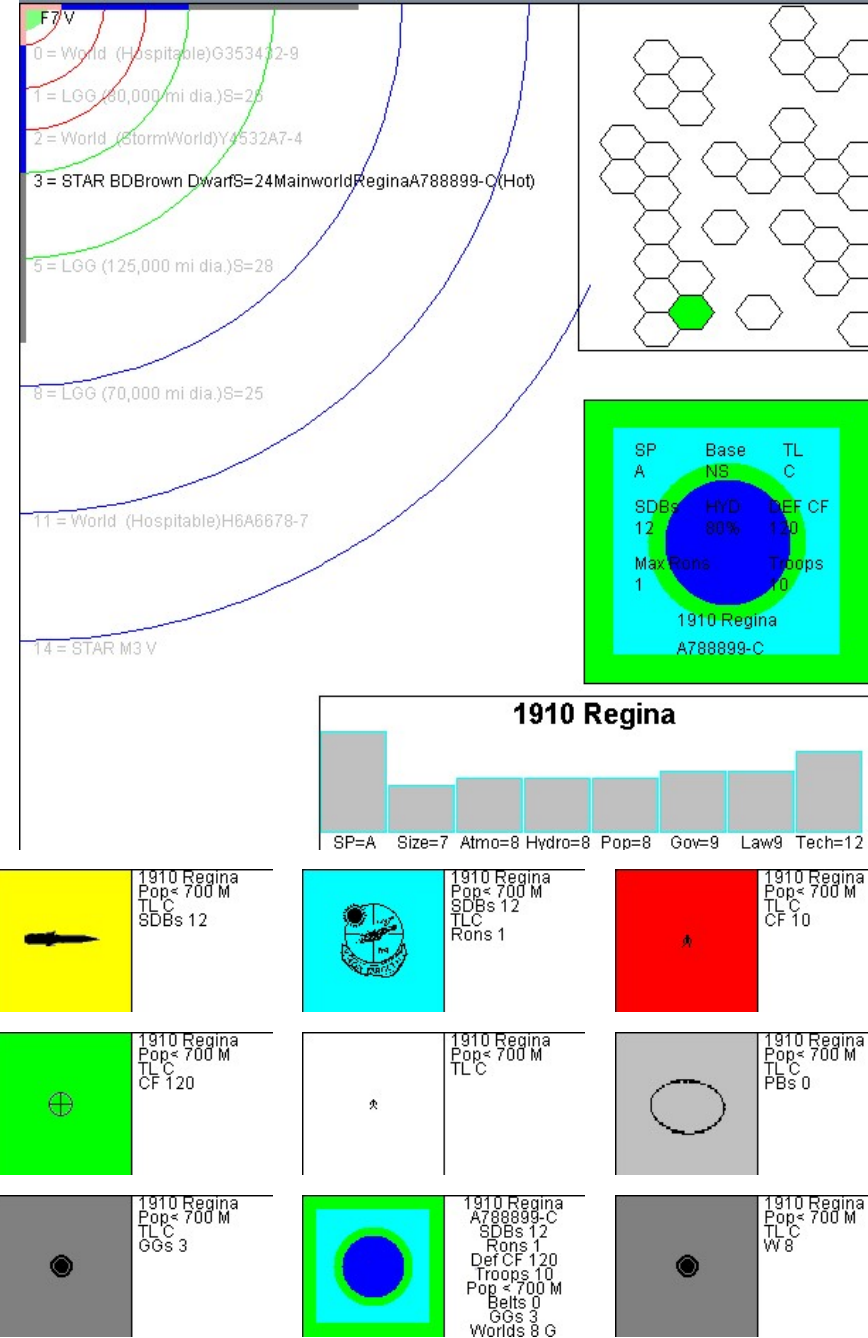 F7 V
0 = World (Hospitable)G353432-9
1 = LGG (80,000 mi dia.)S=26
2 = World (StormWorld)Y4532A7-4
3 = STAR BDBrown DwarfS=24MainworldReginaA788899-C(Hot)
5 = LGG (125,000 mi dia.)S=28
8 = LGG (70,000 mi dia.)S=25
11 = World (Hospitable)H6A6678-7
14 = STAR M3 V
SP Base TL
A NS C
SDBs HYD DEF CF
12 80% 120
Max Rons Troops
1 10
1910 Regina
A788899-C
1910 Regina
SP=A Size=7 Atmo=8 Hydro=8 Pop=8 Gov=9 Law9 Tech=12
1910 Regina
Pop< 700 M
TL C
SDBs 12
1910 Regina
Pop< 700 M
SDBs 12
TLC
Rons 1
1910 Regina
Pop< 700 M
TL C
CF 10
1910 Regina
Pop< 700 M
TL C
CF 120
1910 Regina
Pop< 700 M
TL C
1910 Regina
Pop< 700 M
TL C
PBs 0
1910 Regina
Pop< 700 M
TL C
GGs 3
1910 Regina
A788899-C
SDBs 12
Rons 1
Def CF 120
Troops 10
Pop < 700 M
Belts 0
GGs 3
Worlds 8 G
1910 Regina
Pop< 700 M
TL C
W 8